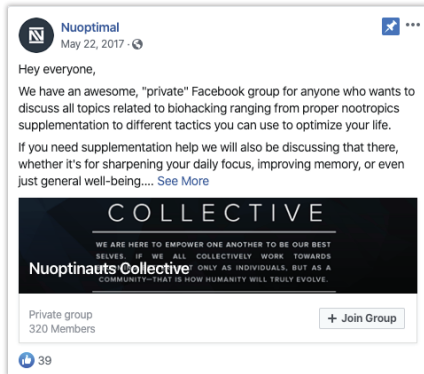 Nuoptimal
May 22, 2017 ·
Hey everyone,
We have an awesome, "private" Facebook group for anyone who wants to
discuss all topics related to biohacking ranging from proper nootropics
supplementation to different tactics you can use to optimize your life.
If you need supplementation help we will also be discussing that there,
whether it's for sharpening your daily focus, improving memory, or even
just general well-being.... See More
COLLECTIVE
WE ARE HERE TO EMPOWER ONE ANOTHER TO BE OUR BEST
SELVES. IF WE ALL COLLECTIVELY WORK TOWARDS
Nuoptinauts Collective
ONLY AS INDIVIDUALS, BUT AS A
COMMUNITY—THAT IS HOW HUMANITY WILL TRULY EVOLVE.
Private group
320 Members
+ Join Group
39